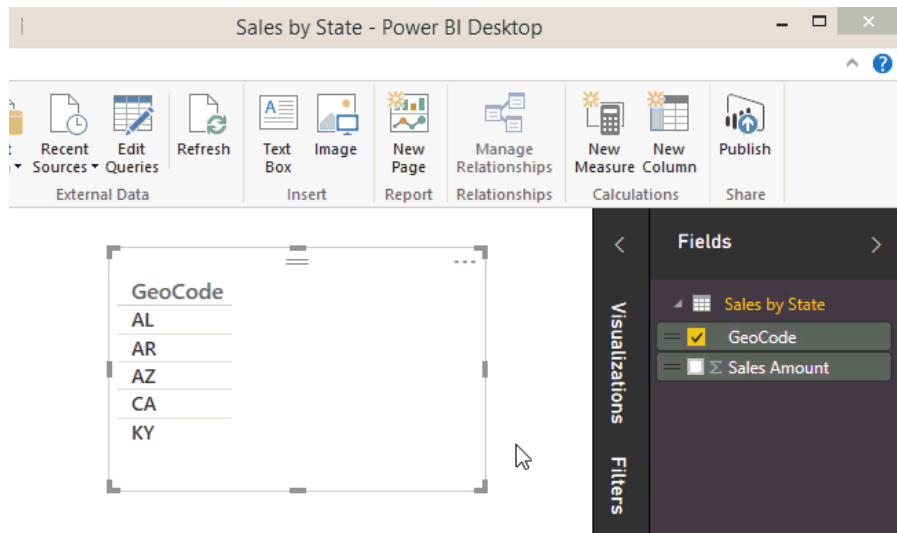 Sales by State - Power BI Desktop
Recent Sources
Edit Queries
Refresh
Text Box
Image
New Page
Manage Relationships
New Measure
New Column
Publish
External Data
Insert
Report
Relationships
Calculations
Share
GeoCode
AL
AR
AZ
CA
KY
Visualizations
Filters
Fields
Sales by State
GeoCode
Σ Sales Amount